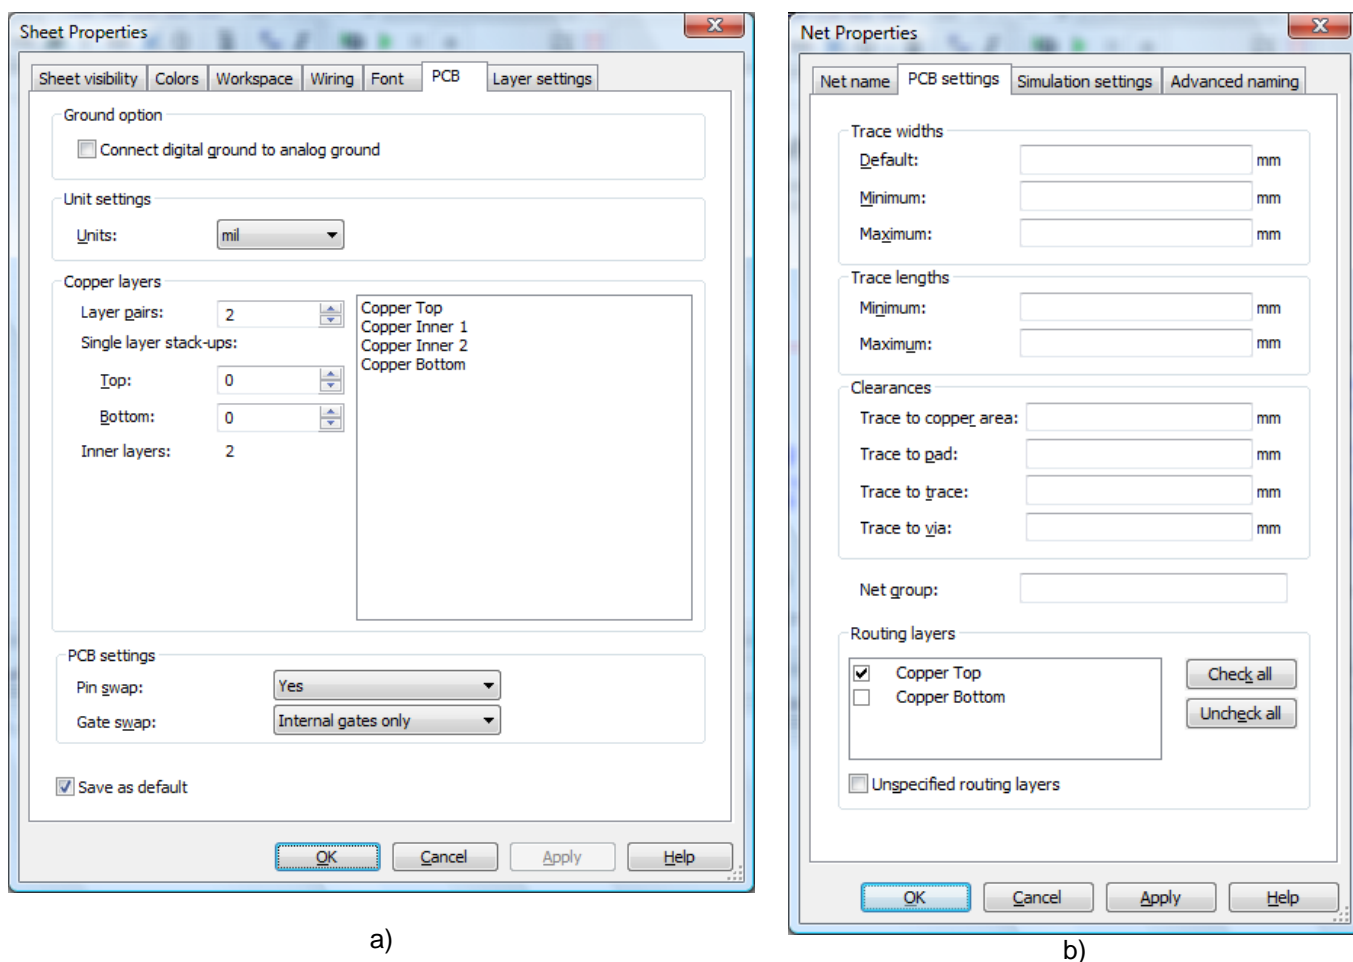 Sheet Properties
Sheet visibility Colors Workspace Wiring Font PCB Layer settings
Ground option
Connect digital ground to analog ground
Unit settings
Units: mil
Copper layers
Layer pairs: 2
Single layer stack-ups:
Top: 0
Bottom: 0
Inner layers: 2
Copper Top
Copper Inner 1
Copper Inner 2
Copper Bottom
PCB settings
Pin swap: Yes
Gate swap: Internal gates only
Save as default
OK Cancel Apply Help
a)
Net Properties
Net name PCB settings Simulation settings Advanced naming
Trace widths
Default: mm
Minimum: mm
Maximum: mm
Trace lengths
Minimum: mm
Maximum: mm
Clearances
Trace to copper area: mm
Trace to pad: mm
Trace to trace: mm
Trace to via: mm
Net group:
Routing layers
Copper Top
Copper Bottom
Check all
Uncheck all
Unspecified routing layers
OK Cancel Apply Help
b)